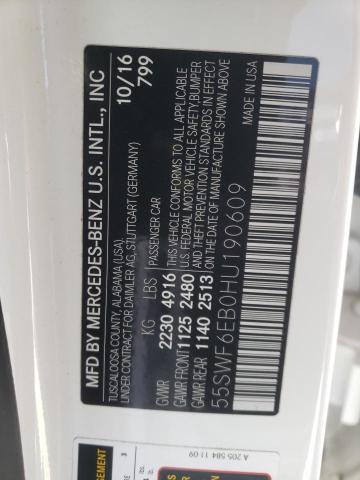 MFD BY MERCEDES-BENZ U.S. INTL., INC
TUSCALOOSA COUNTY, ALABAMA (USA)
UNDER CONTRACT FOR DAIMLER AG, STUTTGART (GERMANY)
10/16
799
KG LBS PASSENGER CAR
GVWR 2230 4916
GAWR FRONT 1125 2480
GAWR REAR 1140 2513
THIS VEHICLE CONFORMS TO ALL APPLICABLE
U.S. FEDERAL MOTOR VEHICLE SAFETY, BUMPER
AND THEFT PREVENTION STANDARDS IN EFFECT
ON THE DATE OF MANUFACTURE SHOWN ABOVE
55SWF6EB0HU190609
MADE IN USA
A 205 584 11 09
3